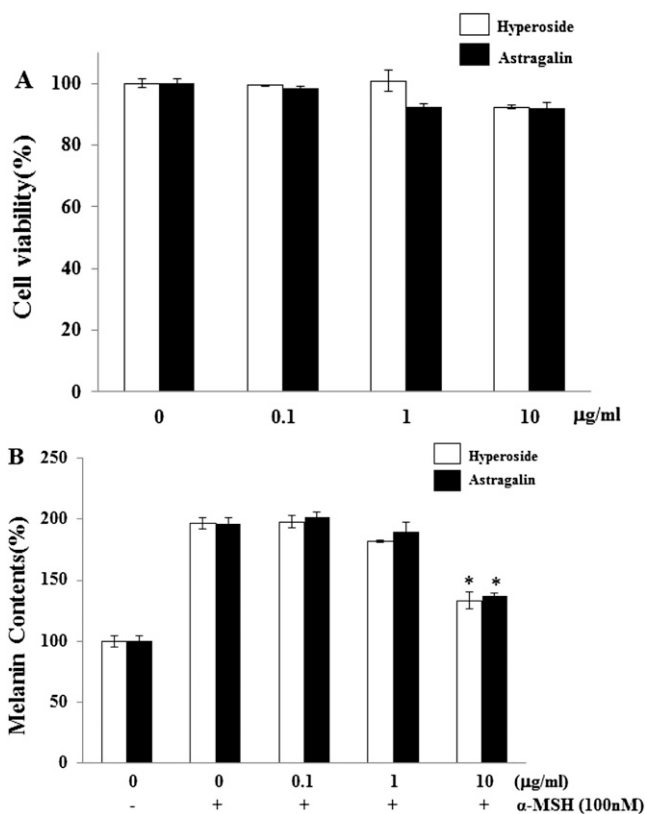 Hyperoside
Astragalin
A
Cell viability(%)
100
80
60
40
20
0
0 0.1 1 10 μg/ml
B
Hyperoside
Astragalin
Melanin Contents(%)
250
200
150
100
50
0
* *
0 0 0.1 1 10 (μg/ml)
- + + + + α-MSH (100nM)